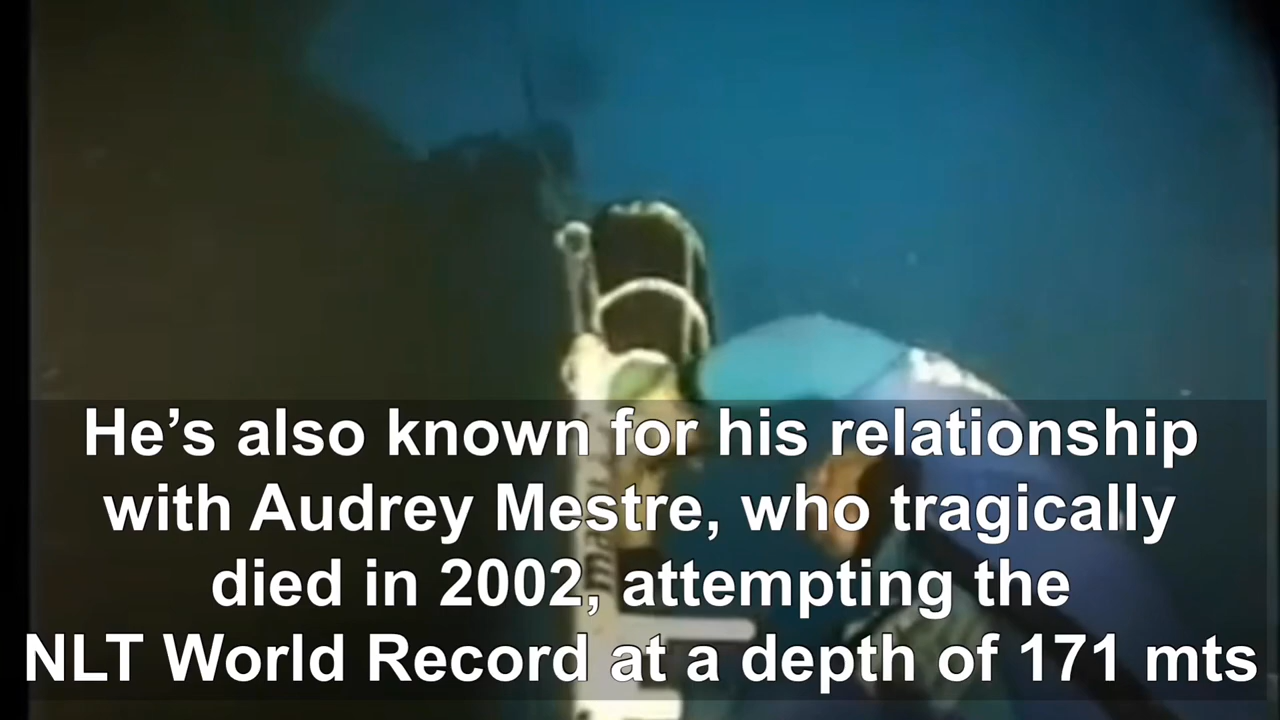 He’s also known for his relationship
with Audrey Mestre, who tragically
died in 2002, attempting the
NLT World Record at a depth of 171 mts